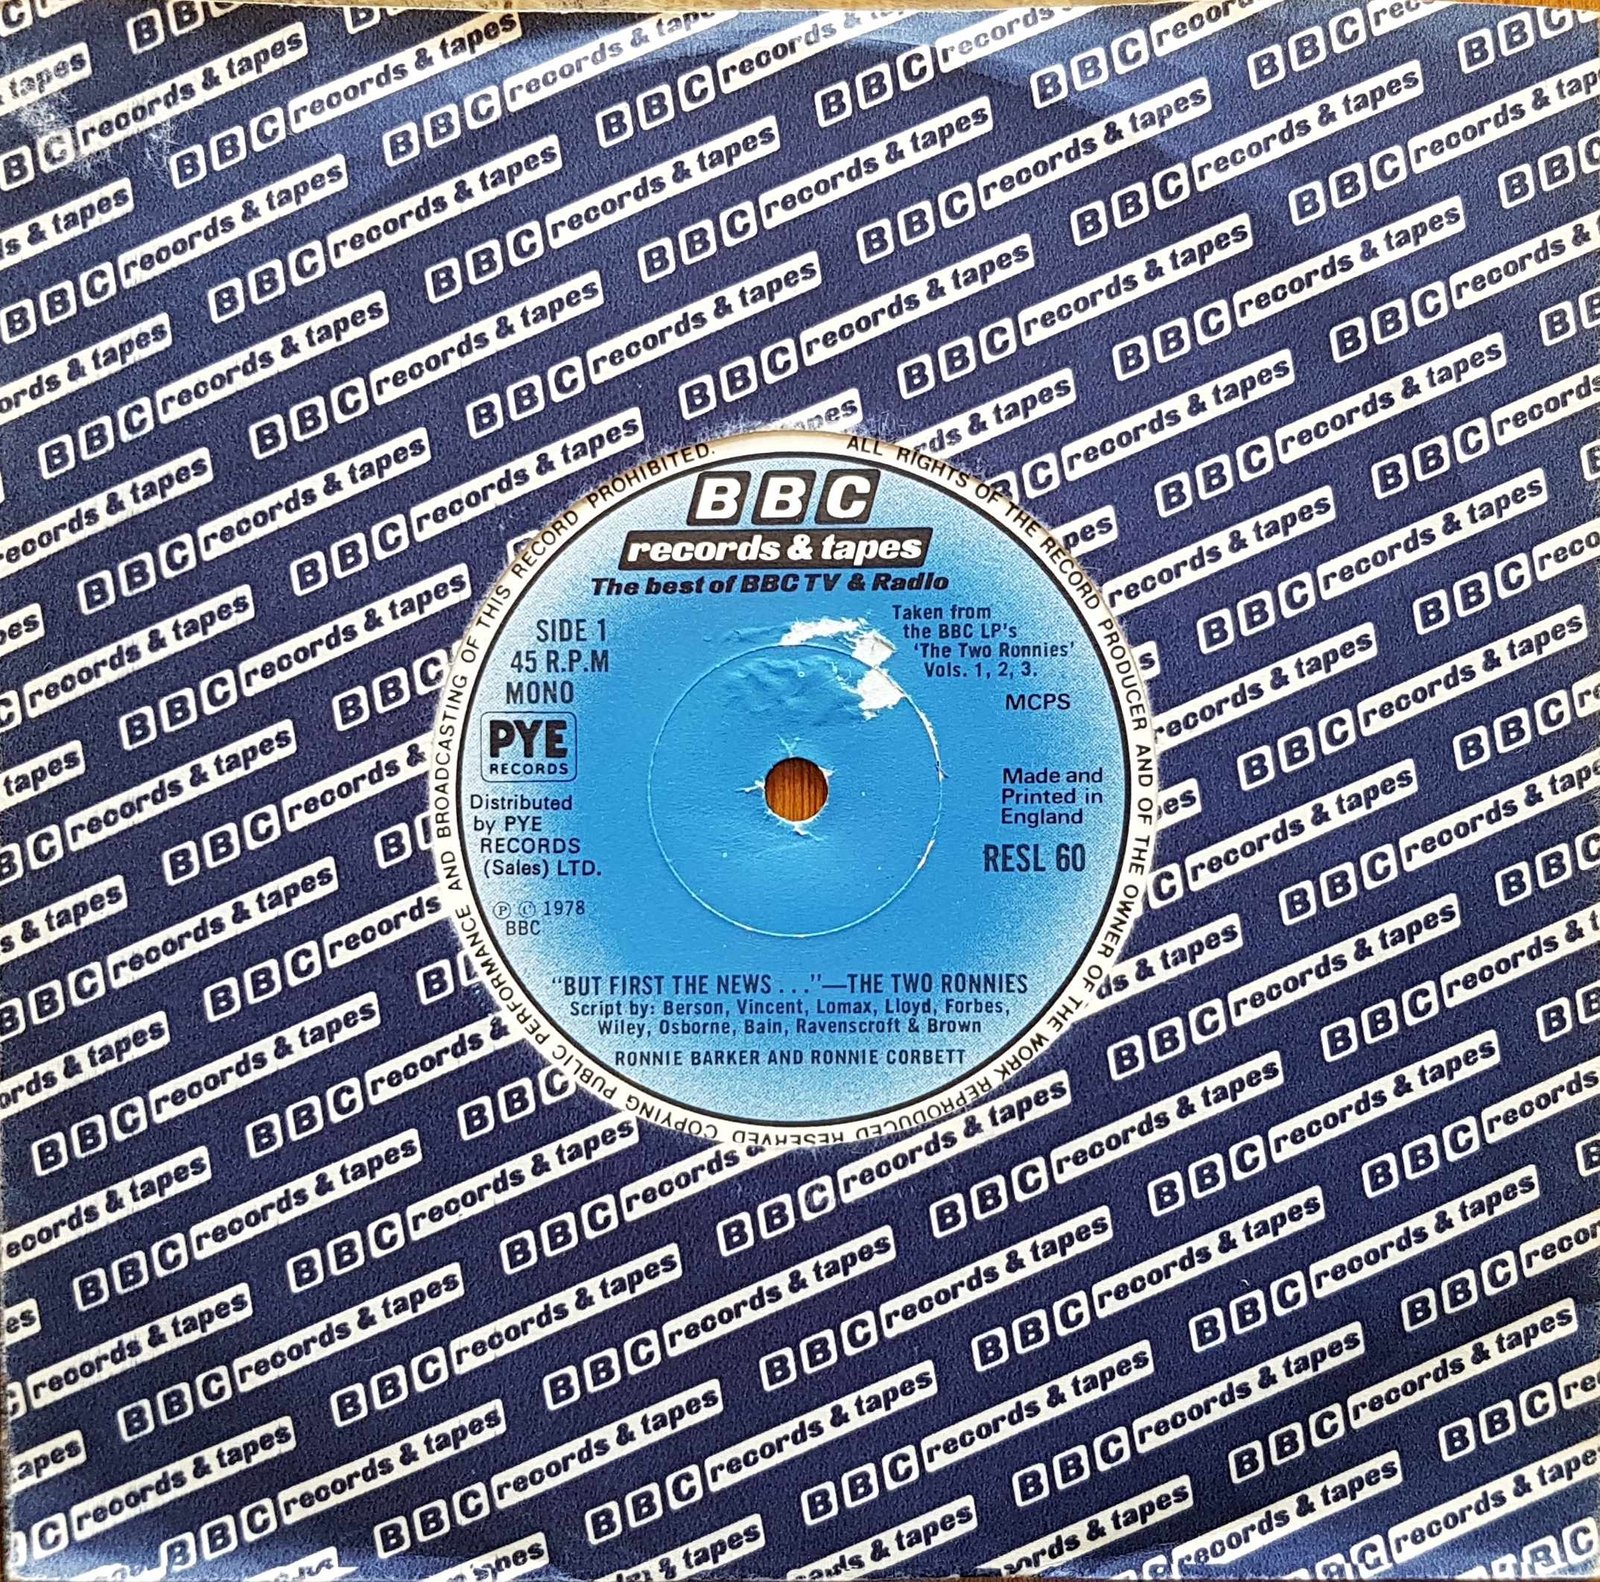 BBC
records & tapes
The best of BBC TV & Radio
SIDE 1
45 R.P.M
MONO
PYE
RECORDS
Distributed
by PYE
RECORDS
(Sales) LTD.
Ⓟ Ⓒ 1978
BBC
Taken from
the BBC LP's
'The Two Ronnies'
Vols. 1, 2, 3.
MCPS
Made and
Printed in
England
RESL 60
"BUT FIRST THE NEWS . . ."—THE TWO RONNIES
Script by: Berson, Vincent, Lomax, Lloyd, Forbes,
Wiley, Osborne, Bain, Ravenscroft & Brown
RONNIE BARKER AND RONNIE CORBETT
ALL RIGHTS OF THE RECORD PRODUCER AND OF THE OWNER OF THE WORK REPRODUCED RESERVED COPYING PUBLIC PERFORMANCE AND BROADCASTING OF THIS RECORD PROHIBITED.
BBC records & tapes